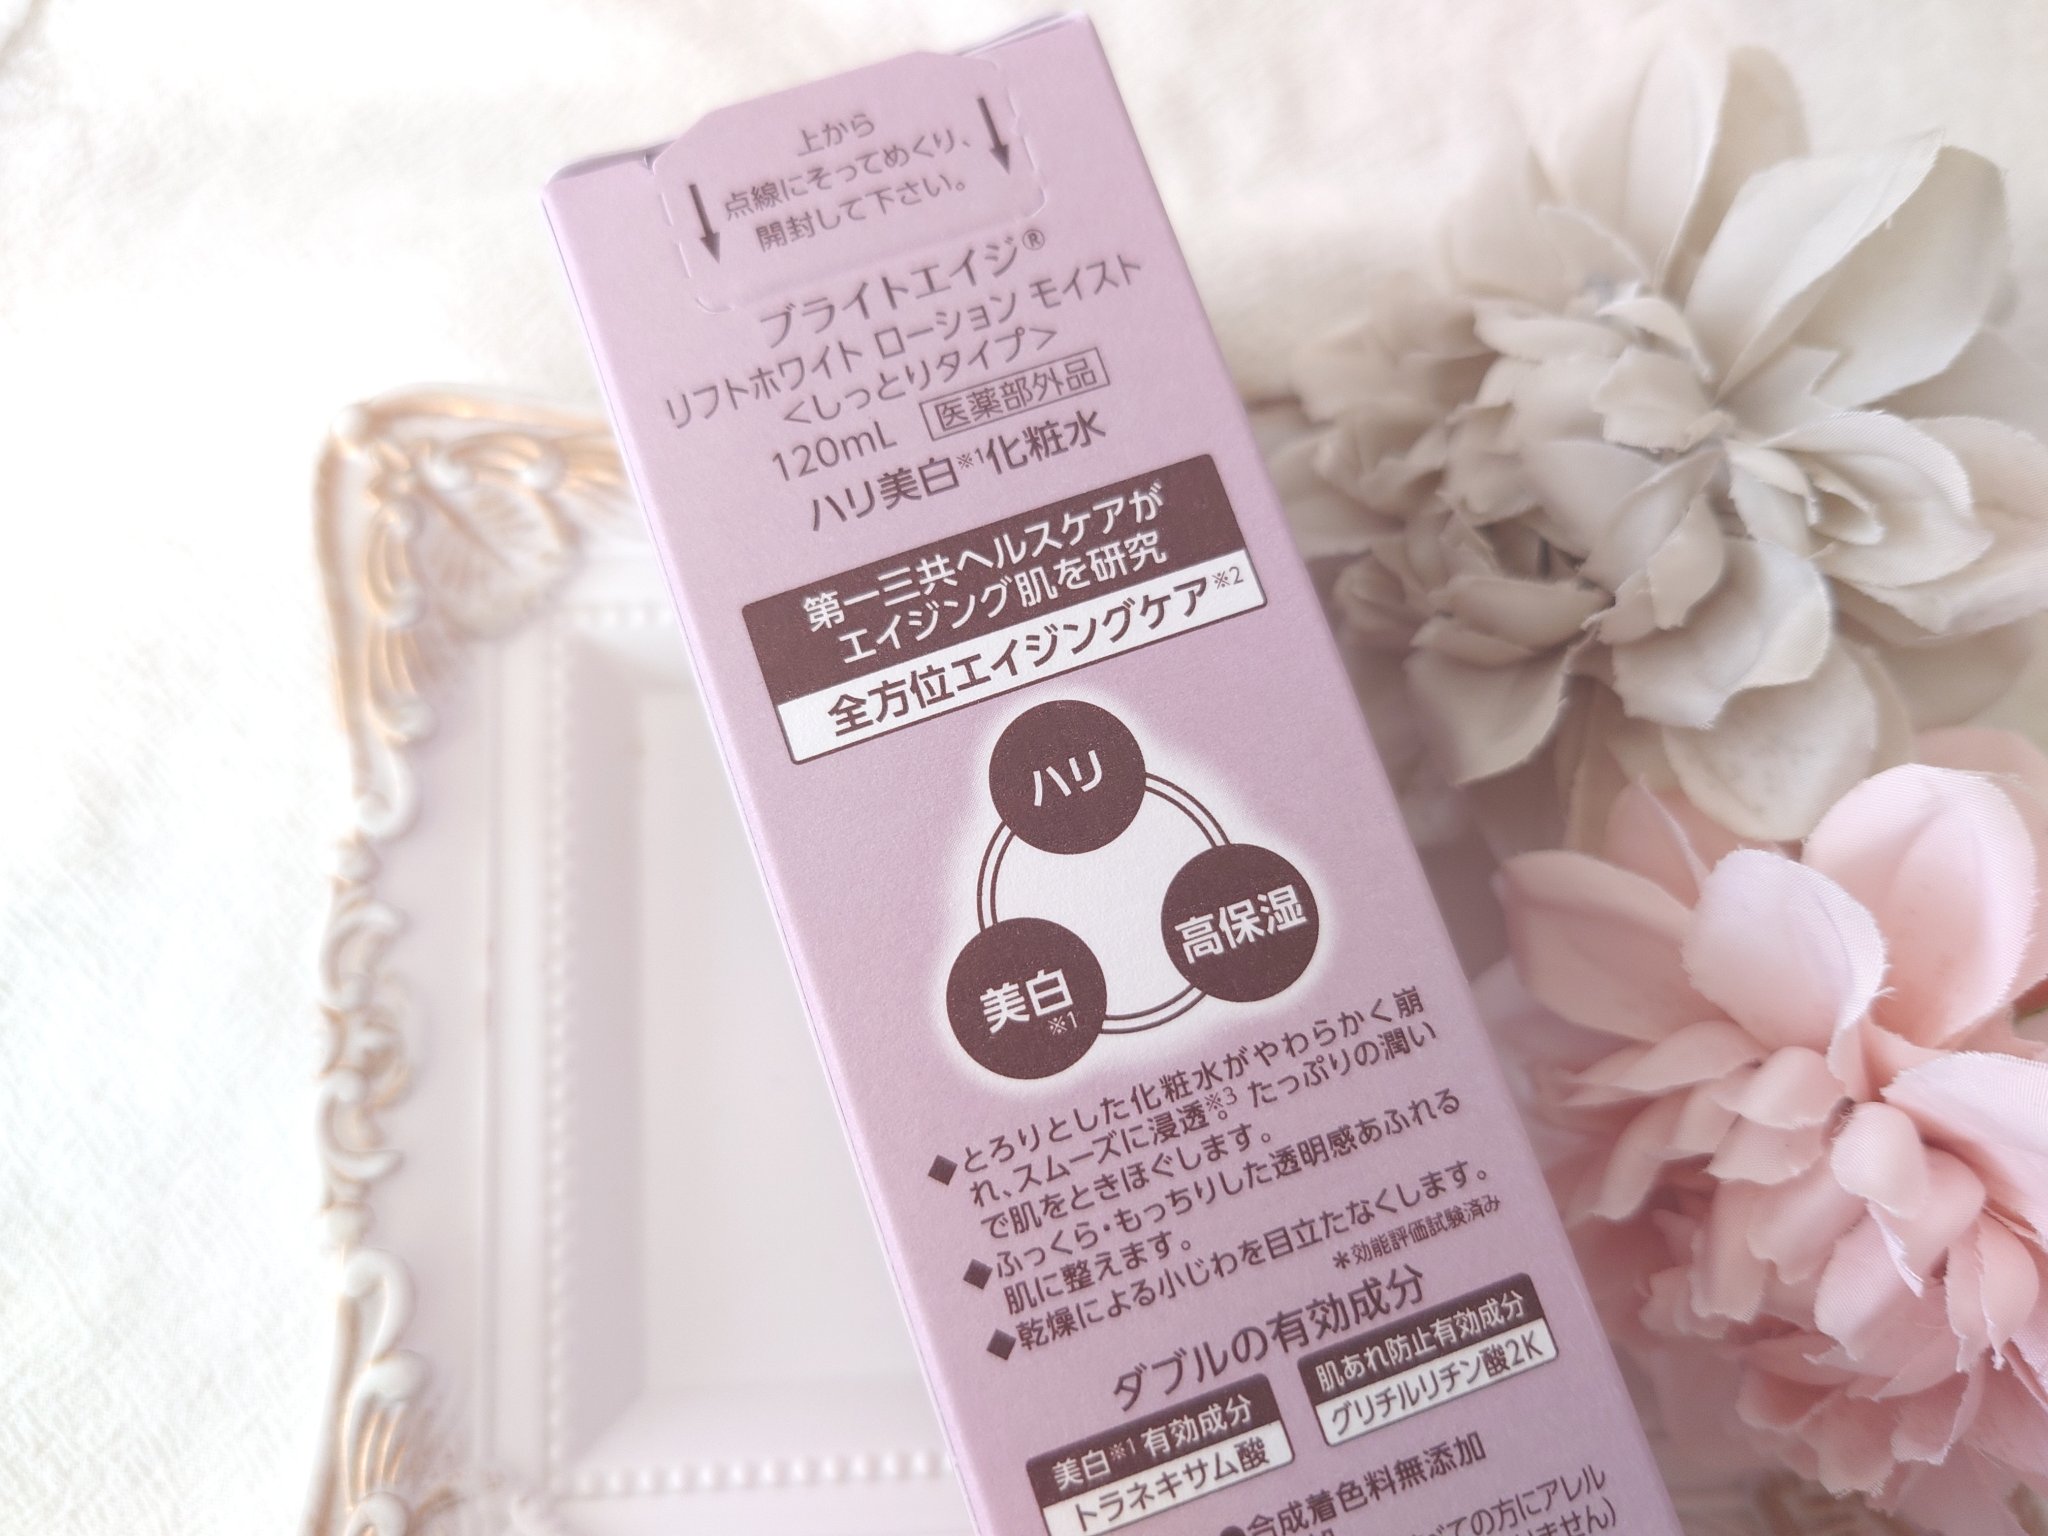 上から
点線にそってめくり、
開封して下さい。
ブライトエイジ®
リフトホワイト ローション モイスト
＜しっとりタイプ＞
120mL 医薬部外品
ハリ美白※1化粧水
第一三共ヘルスケアが
エイジング肌を研究
全方位エイジングケア※2
ハリ
高保湿
美白
※1
◆とろりとした化粧水がやわらかく崩
れ、スムーズに浸透※3。たっぷりの潤い
で肌をときほぐします。
◆ふっくら・もっちりした透明感あふれる
肌に整えます。
◆乾燥による小じわを目立たなくします。
＊効能評価試験済み
ダブルの有効成分
美白※1有効成分
トラネキサム酸
肌あれ防止有効成分
グリチルリチン酸2K
●合成着色料無添加
べての方にアレル
ません)